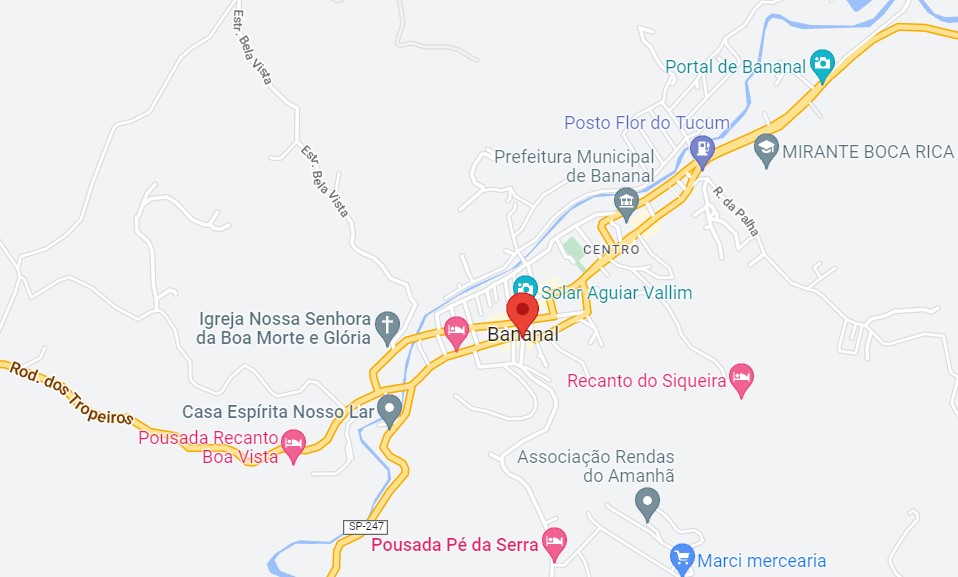 Estr. Bela Vista
Portal de Bananal
Posto Flor do Tucum
MIRANTE BOCA RICA
Prefeitura Municipal
de Bananal
Estr. Bela Vista
R. da Palha
CENTRO
Solar Aguiar Vallim
Igreja Nossa Senhora
da Boa Morte e Glória
Bananal
Rod. dos Tropeiros
Recanto do Siqueira
Casa Espírita Nosso Lar
Pousada Recanto
Boa Vista
Associação Rendas
do Amanhã
SP-247
Pousada Pé da Serra
Marci mercearia